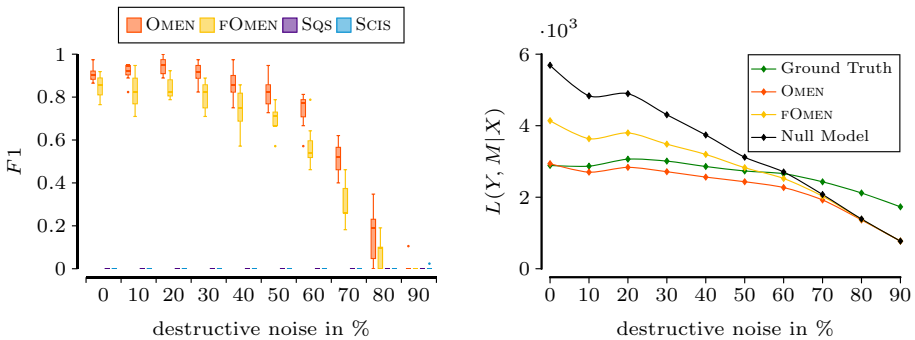 OMEN fOMEN SQS SCIS
F1
1
0.8
0.6
0.4
0.2
0
0 10 20 30 40 50 60 70 80 90
destructive noise in %
·10³
L(Y, M|X)
6
4
2
0
Ground Truth
OMEN
fOMEN
Null Model
0 10 20 30 40 50 60 70 80 90
destructive noise in %